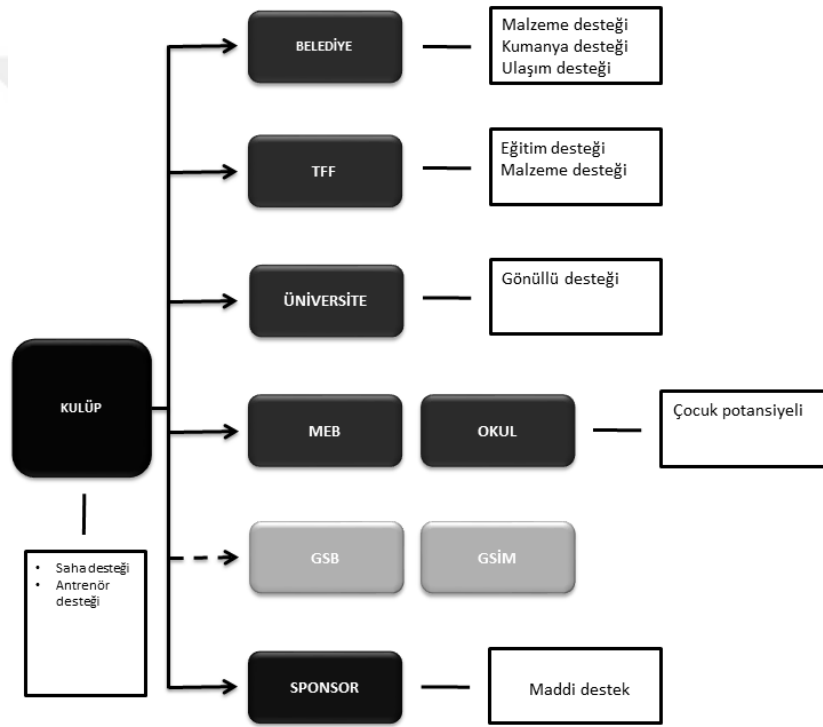 BELEDİYE
Malzeme desteği
Kumanya desteği
Ulaşım desteği
TFF
Eğitim desteği
Malzeme desteği
ÜNİVERSİTE
Gönüllü desteği
KULÜP
MEB
OKUL
Çocuk potansiyeli
• Saha desteği
• Antrenör
desteği
GSB
GSİM
SPONSOR
Maddi destek